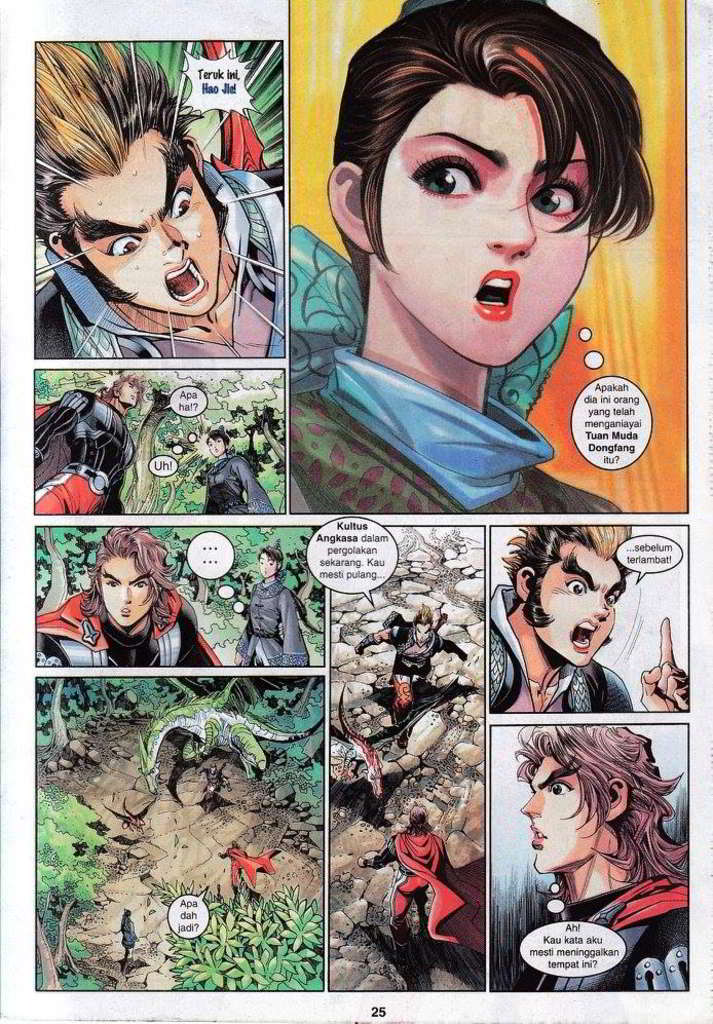 Teruk ini,
Hao Jie!
Apakah
dia ini orang
yang telah
menganiayai
Tuan Muda
Dongfang
itu?
Apa
ha!?
Uh!
...
...
Kultus
Angkasa dalam
pergolakan
sekarang. Kau
mesti pulang...
...sebelum
terlambat!
Apa
dah
jadi?
Ah!
Kau kata aku
mesti meninggalkan
tempat ini?
25